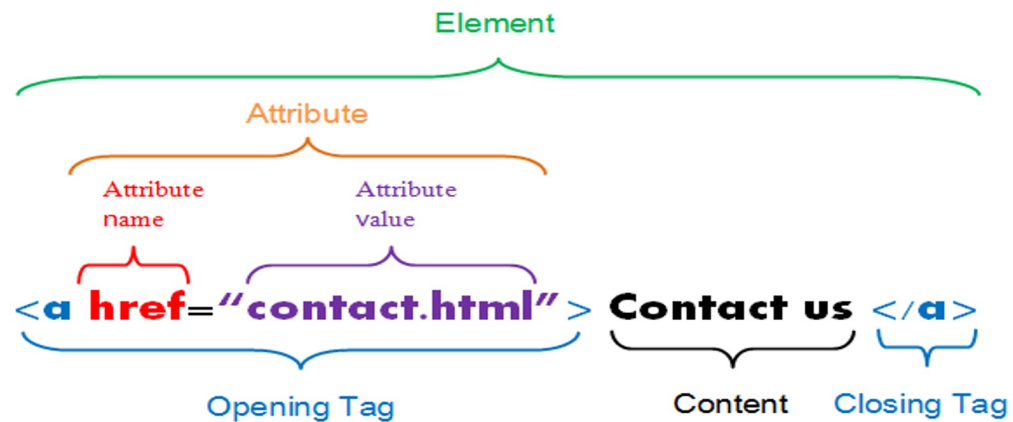 Element
Attribute
Attribute
name
Attribute
value
<a href=“contact.html”> Contact us </a>
Opening Tag
Content
Closing Tag